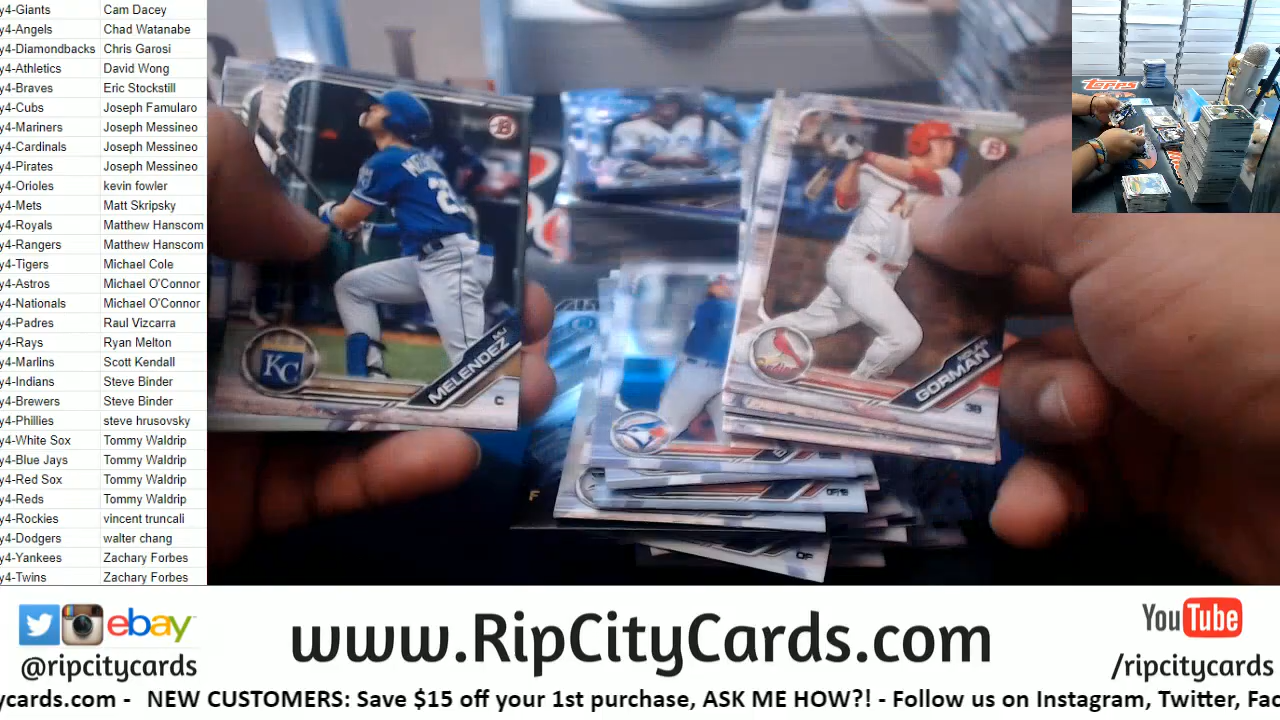 y4-Giants Cam Dacey
y4-Angels Chad Watanabe
y4-Diamondbacks Chris Garosi
y4-Athletics David Wong
y4-Braves Eric Stockstill
y4-Cubs Joseph Famularo
y4-Mariners Joseph Messineo
y4-Cardinals Joseph Messineo
y4-Pirates Joseph Messineo
y4-Orioles kevin fowler
y4-Mets Matt Skripsky
y4-Royals Matthew Hanscom
y4-Rangers Matthew Hanscom
y4-Tigers Michael Cole
y4-Astros Michael O'Connor
y4-Nationals Michael O'Connor
y4-Padres Raul Vizcarra
y4-Rays Ryan Melton
y4-Marlins Scott Kendall
y4-Indians Steve Binder
y4-Brewers Steve Binder
y4-Phillies steve hrusovsky
y4-White Sox Tommy Waldrip
y4-Blue Jays Tommy Waldrip
y4-Red Sox Tommy Waldrip
y4-Reds Tommy Waldrip
y4-Rockies vincent truncali
y4-Dodgers walter chang
y4-Yankees Zachary Forbes
y4-Twins Zachary Forbes
B
KC
MJ
MELENDEZ
C
B
GORMAN
3B
OF
F
topps
ebay
@ripcitycards
www.RipCityCards.com
YouTube
/ripcitycards
ycards.com - NEW CUSTOMERS: Save $15 off your 1st purchase, ASK ME HOW?! - Follow us on Instagram, Twitter, Fac